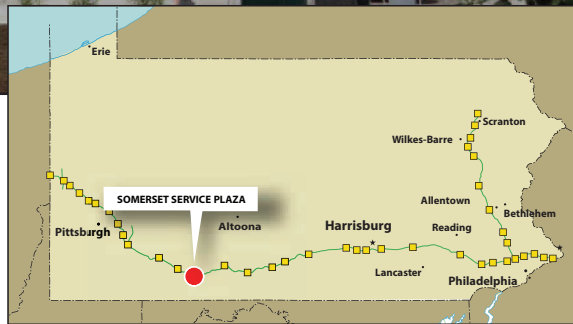 Erie
Scranton
Wilkes-Barre
SOMERSET SERVICE PLAZA
Allentown
Bethlehem
Pittsburgh
Altoona
Harrisburg
Reading
Lancaster
Philadelphia